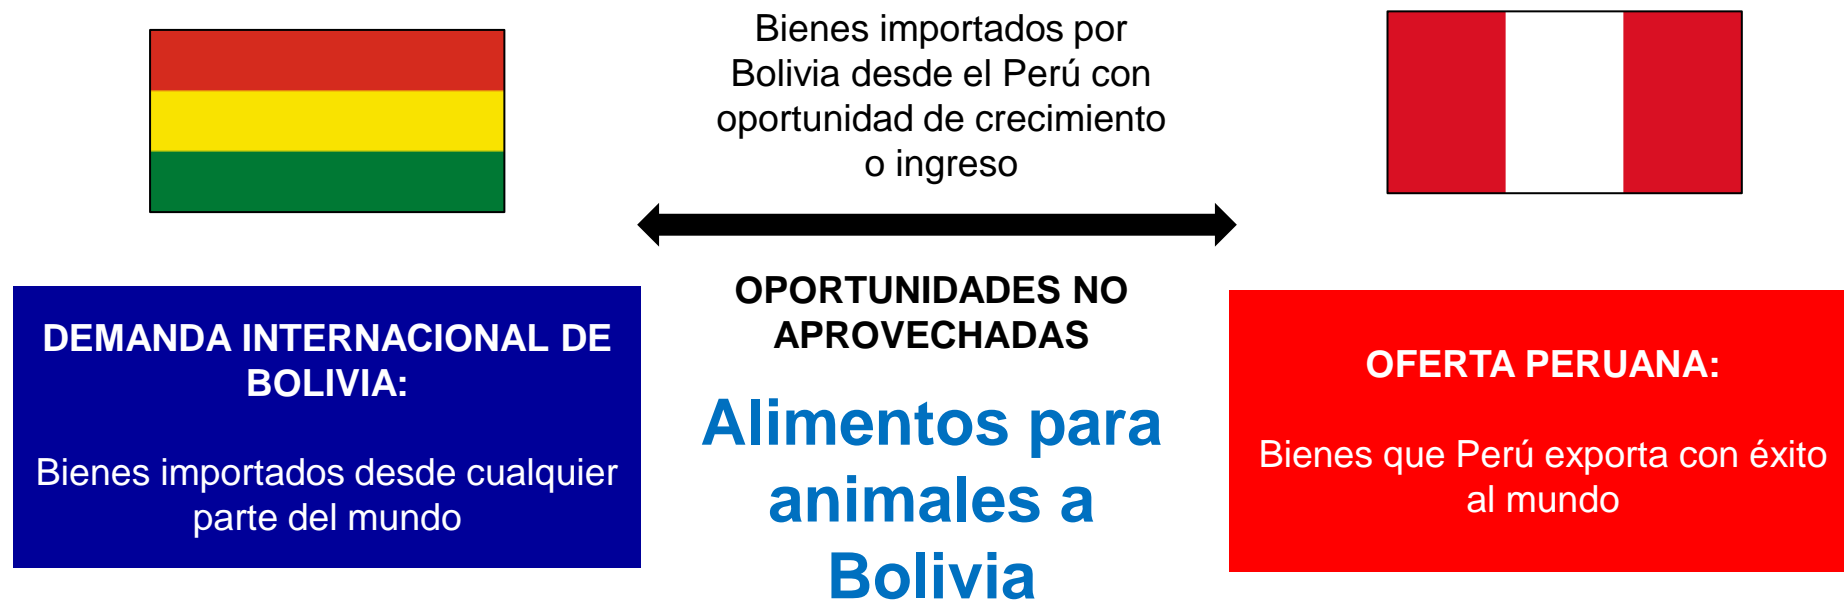 Bienes importados por
Bolivia desde el Perú con
oportunidad de crecimiento
o ingreso
DEMANDA INTERNACIONAL DE
BOLIVIA:
Bienes importados desde cualquier
parte del mundo
OPORTUNIDADES NO
APROVECHADAS
Alimentos para
animales a
Bolivia
OFERTA PERUANA:
Bienes que Perú exporta con éxito
al mundo